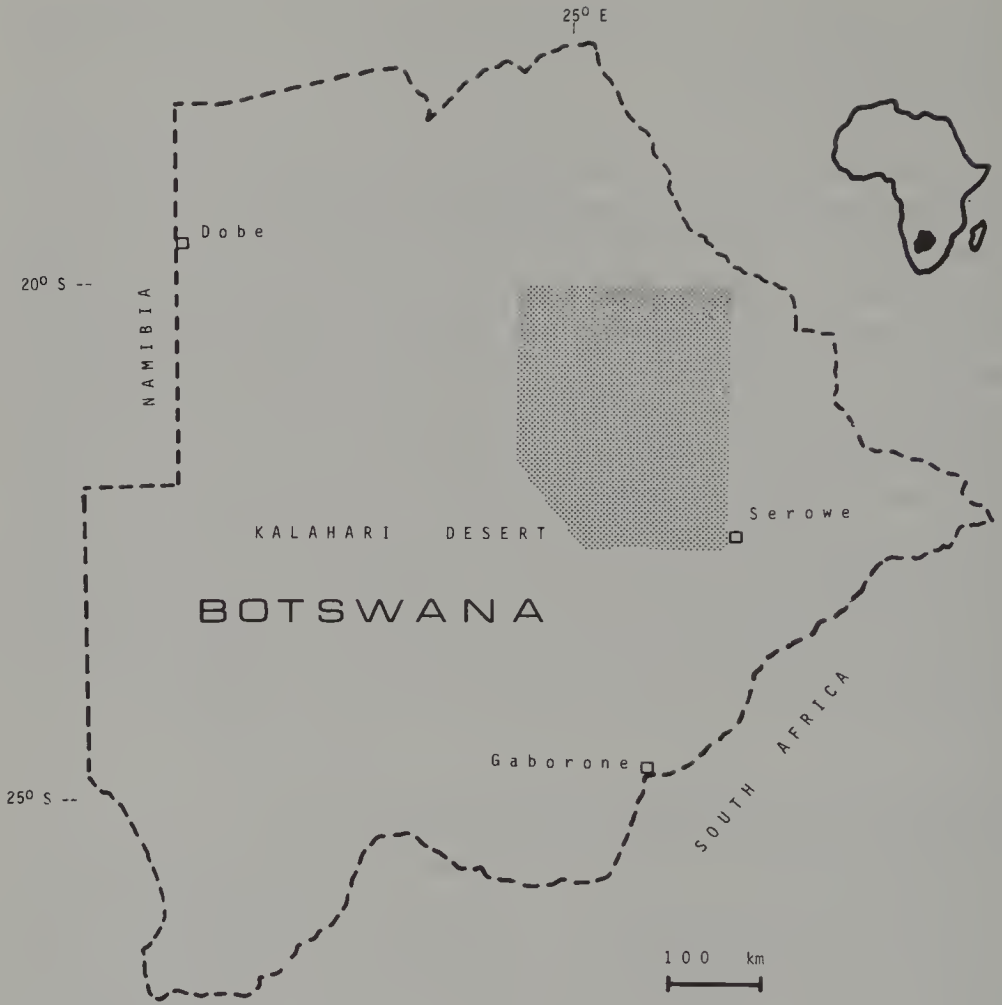 25° E
Dobe
20° S --
NAMIBIA
Serowe
KALAHARI DESERT
BOTSWANA
Gaborone
SOUTH AFRICA
25° S --
100 km